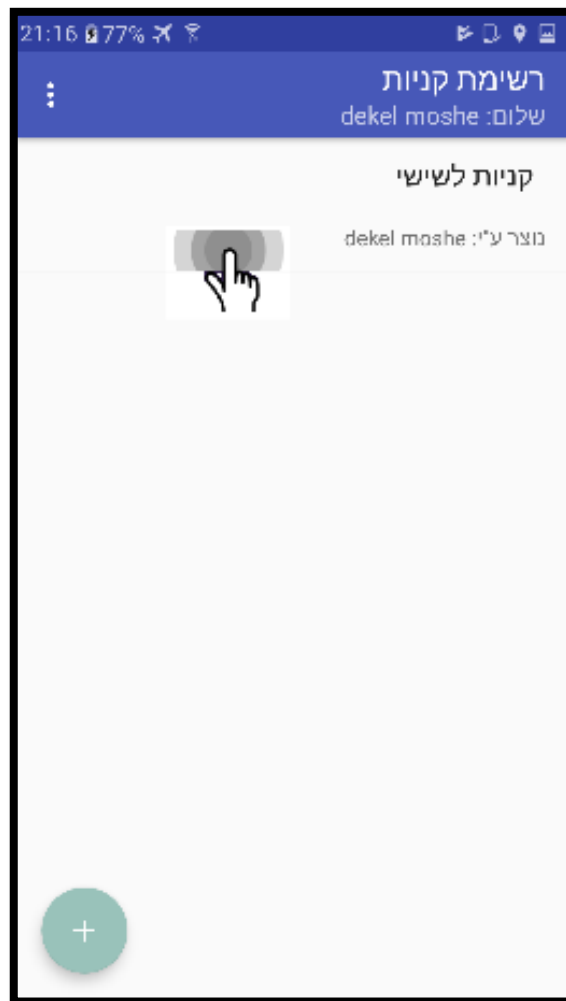 21:16 77%
רשימת קניות
שלום: dekel moshe
קניות לשישי
נוצר ע"י: dekel moshe
+